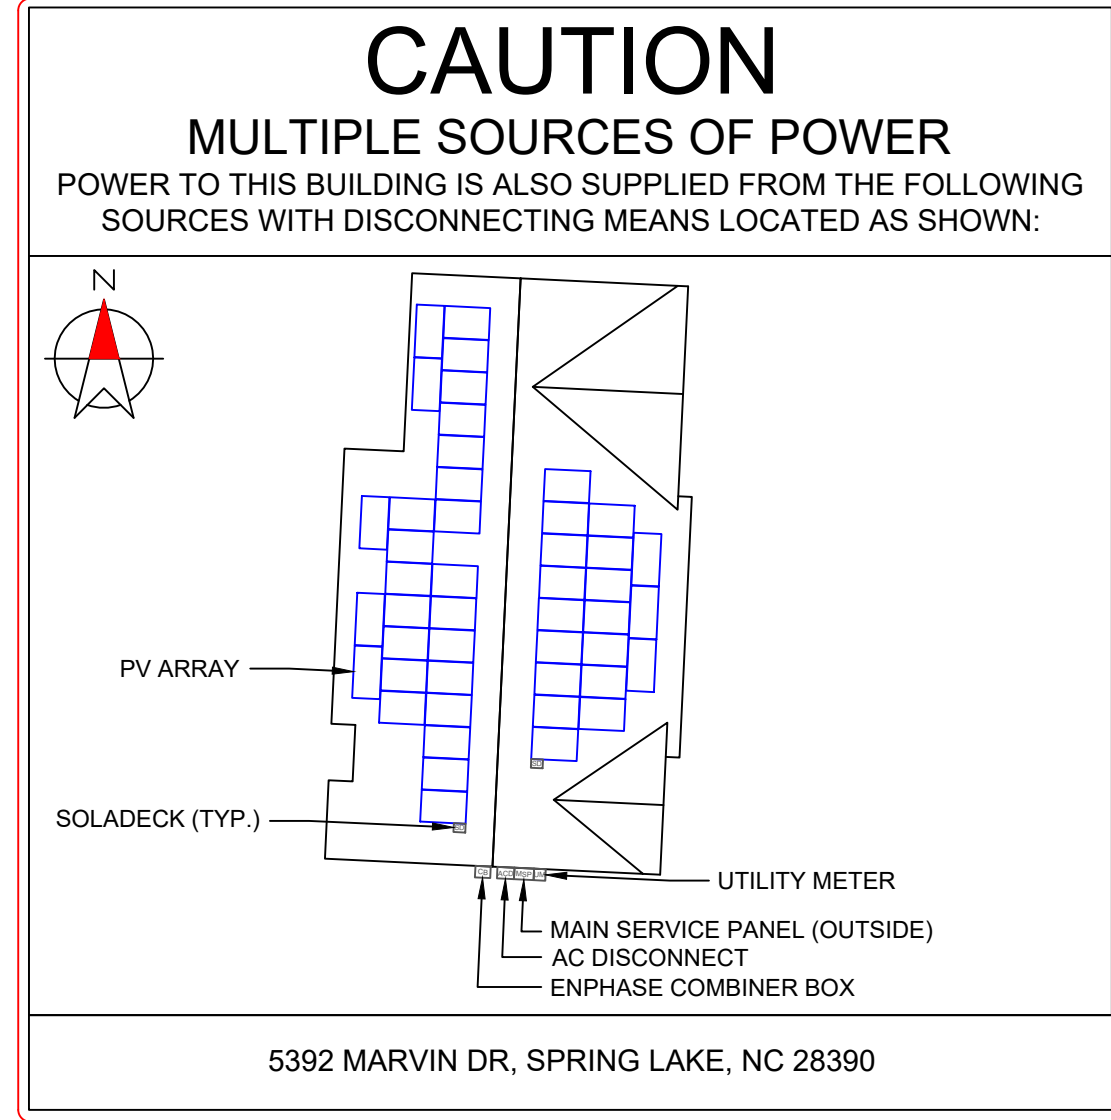 CAUTION
MULTIPLE SOURCES OF POWER
POWER TO THIS BUILDING IS ALSO SUPPLIED FROM THE FOLLOWING
SOURCES WITH DISCONNECTING MEANS LOCATED AS SHOWN:
N
PV ARRAY
SD
SOLADECK (TYP.)
SD
CB ACD MSP UM
UTILITY METER
MAIN SERVICE PANEL (OUTSIDE)
AC DISCONNECT
ENPHASE COMBINER BOX
5392 MARVIN DR, SPRING LAKE, NC 28390